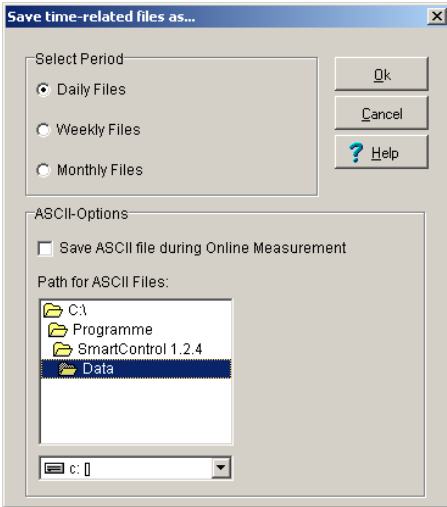 Save time-related files as...
Select Period
Daily Files
Weekly Files
Monthly Files
Ok
Cancel
? Help
ASCII-Options
Save ASCII file during Online Measurement
Path for ASCII Files:
C:\
Programme
SmartControl 1.2.4
Data
c: []